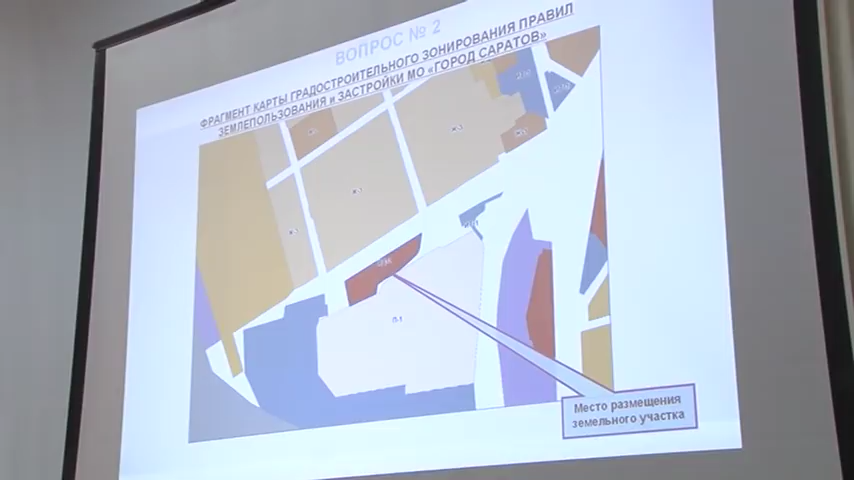 ВОПРОС № 2
ФРАГМЕНТ КАРТЫ ГРАДОСТРОИТЕЛЬНОГО ЗОНИРОВАНИЯ ПРАВИЛ
ЗЕМЛЕПОЛЬЗОВАНИЯ и ЗАСТРОЙКИ МО «ГОРОД САРАТОВ»
Место размещения
земельного участка